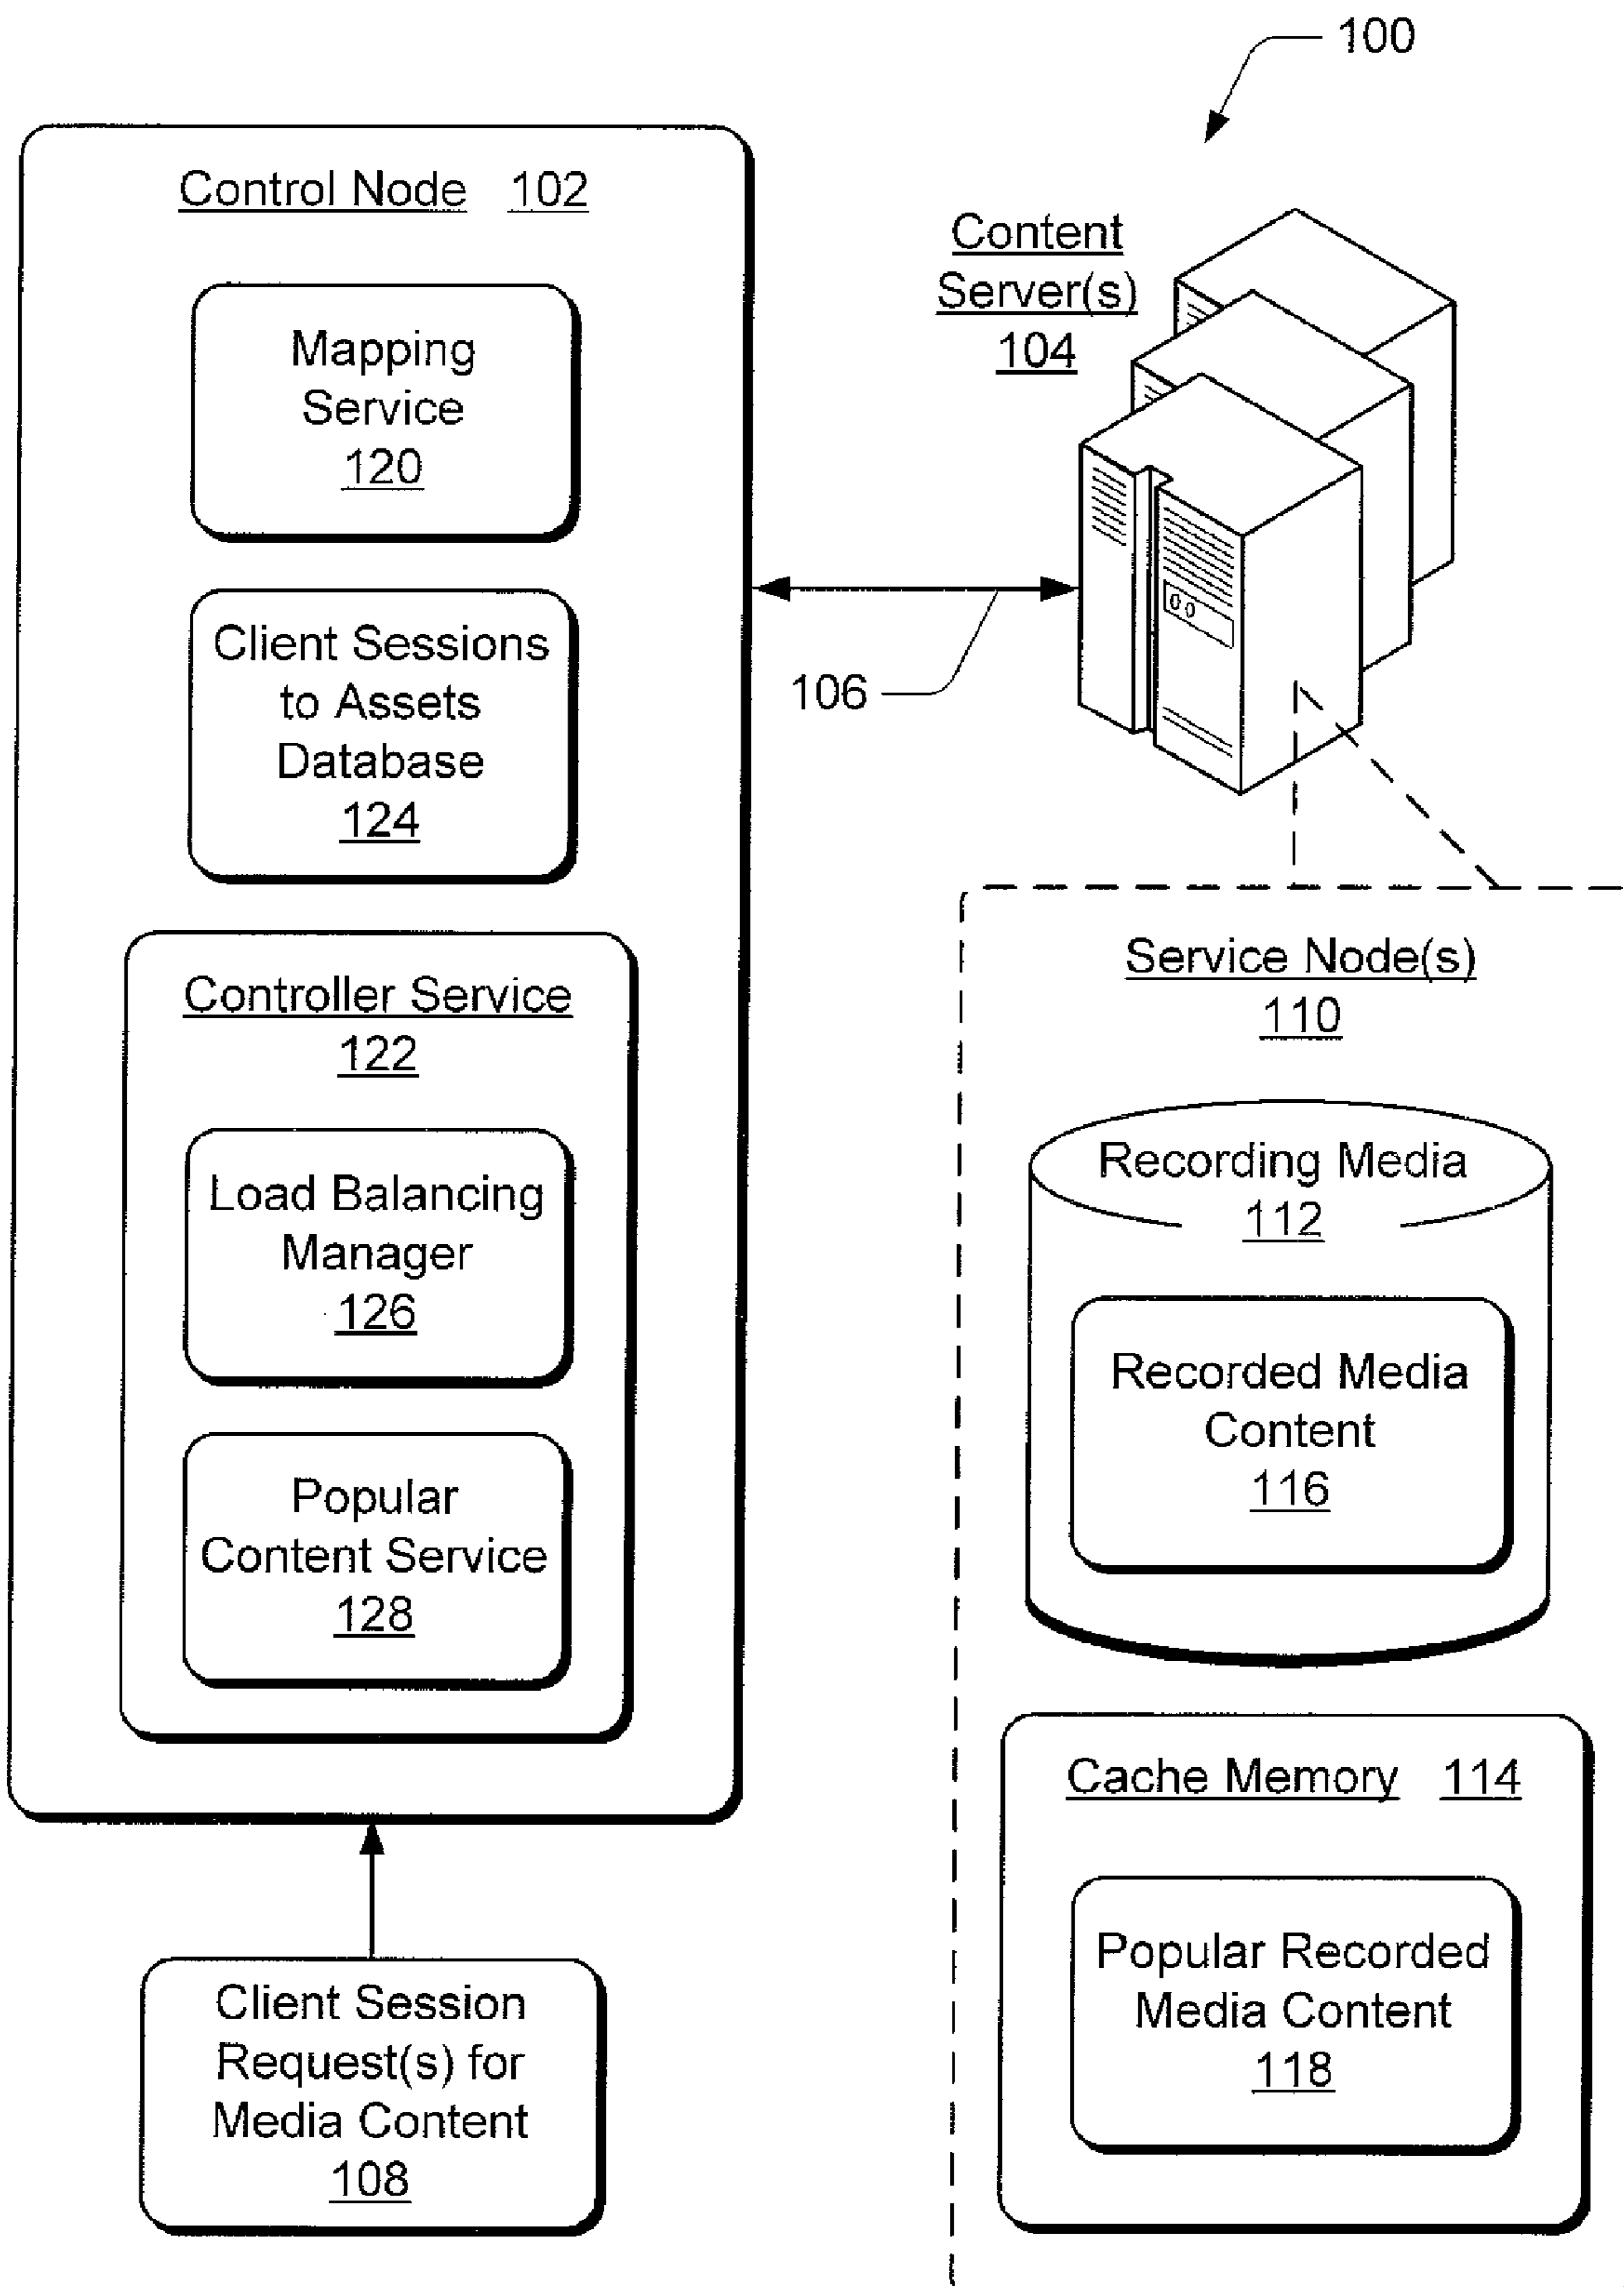 100
Control Node 102
Mapping
Service
120
Client Sessions
to Assets
Database
124
Controller Service
122
Load Balancing
Manager
126
Popular
Content Service
128
Client Session
Request(s) for
Media Content
108
Content
Server(s)
104
106
Service Node(s)
110
Recording Media
112
Recorded Media
Content
116
Cache Memory 114
Popular Recorded
Media Content
118